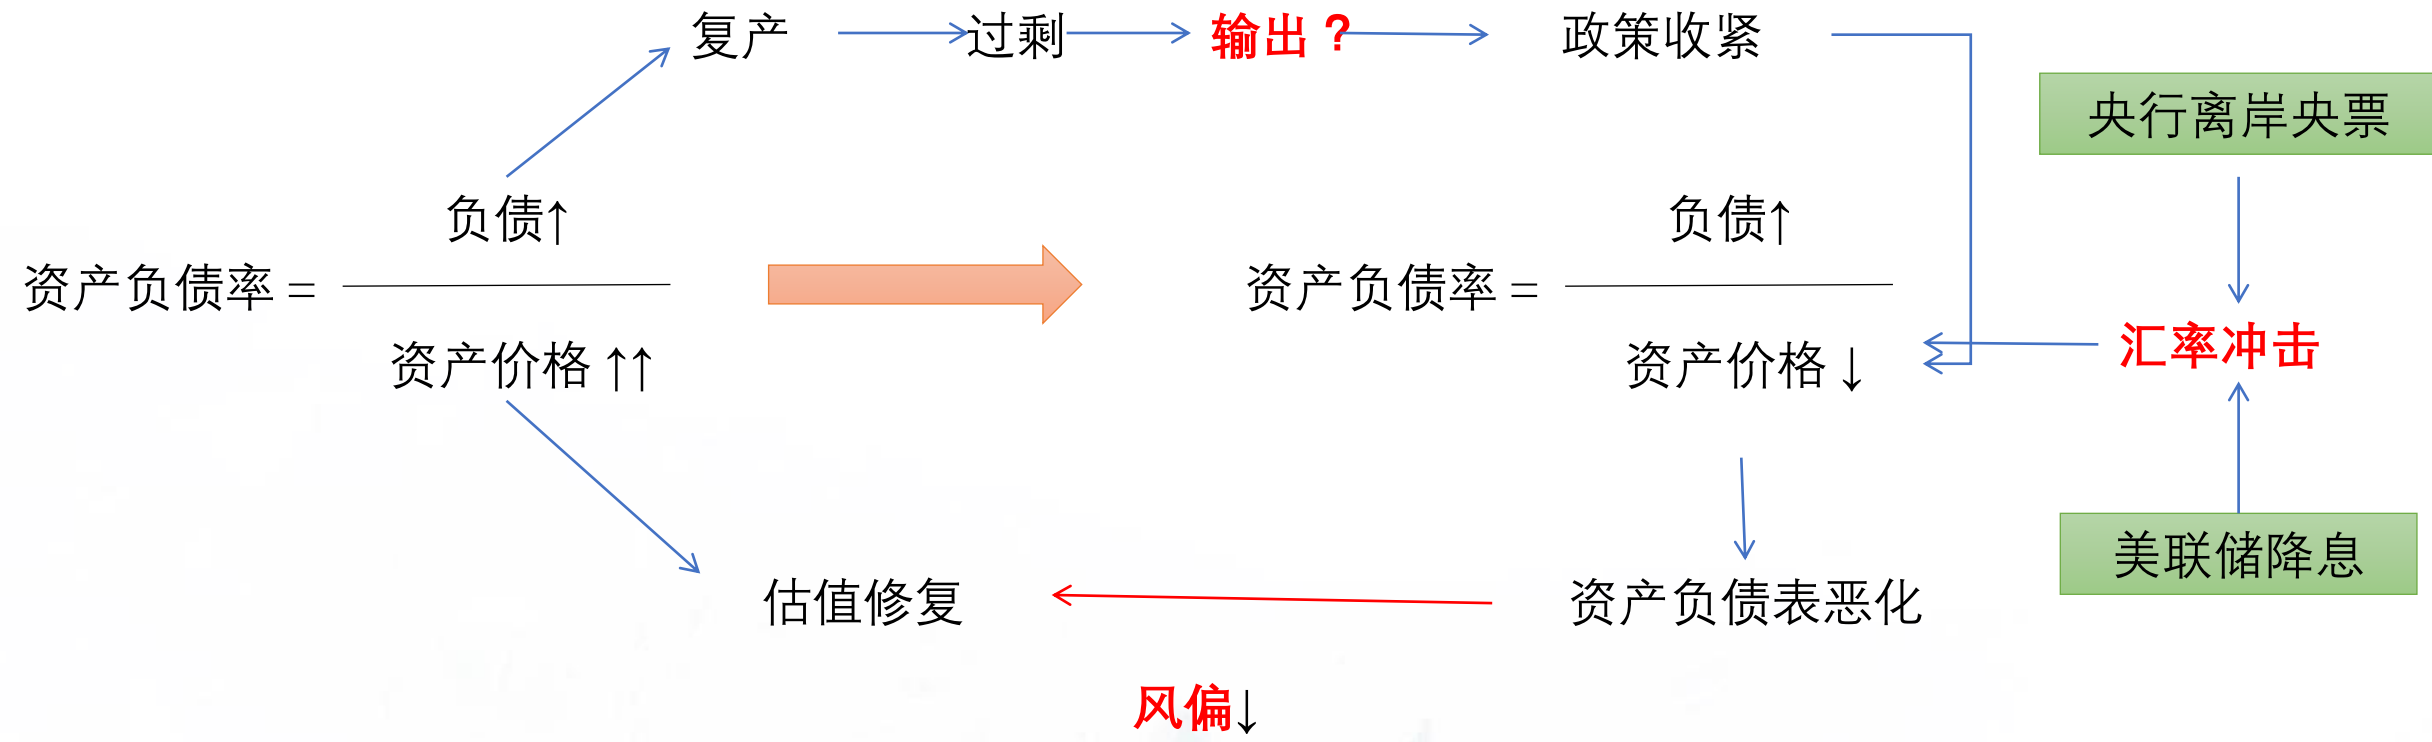 复产 过剩 输出？ 政策收紧
央行离岸央票
负债↑ 负债↑
资产负债率 = 资产负债率 =
资产价格 ↑↑ 资产价格 ↓ 汇率冲击
美联储降息
估值修复 资产负债表恶化
风偏↓